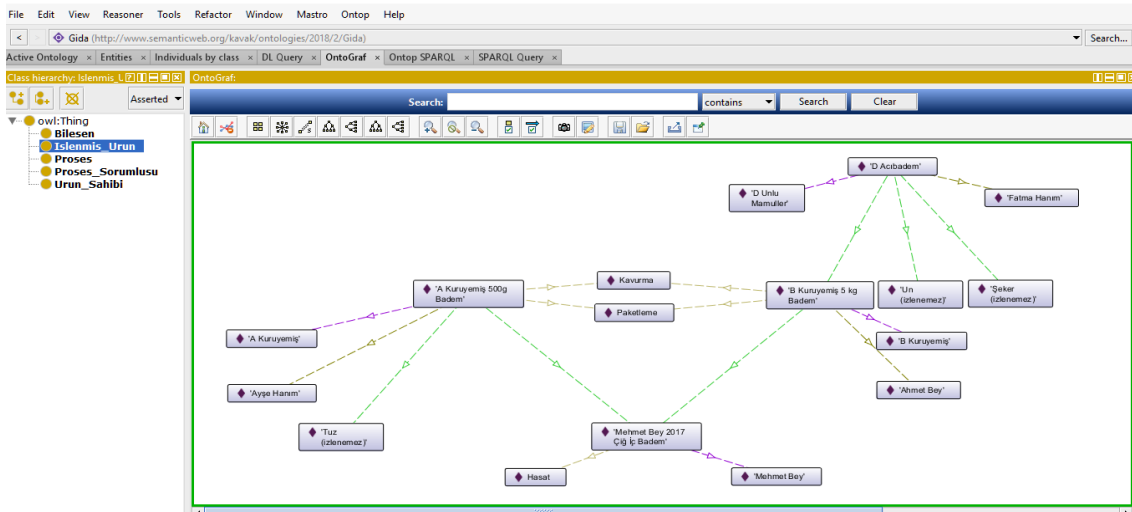 File Edit View Reasoner Tools Refactor Window Mastro Ontop Help
< Gida (http://www.semanticweb.org/kavak/ontologies/2018/2/Gida) Search...
Active Ontology × Entities × Individuals by class × DL Query × OntoGraf × Ontop SPARQL × SPARQL Query ×
Class hierarchy: Islenmis_U
OntoGraf:
Asserted
Search: contains Search Clear
owl:Thing
Bilesen
Islenmis_Urun
Proses
Proses_Sorumlusu
Urun_Sahibi
'D Acıbadem'
'D Unlu
Mamuller'
'Fatma Hanım'
Kavurma
'A Kuruyemiş 500g
Badem'
'B Kuruyemiş 5 kg
Badem'
'Un
(izlenemez)'
'Şeker
(izlenemez)'
Paketleme
'A Kuruyemiş'
'B Kuruyemiş'
'Ayşe Hanım'
'Ahmet Bey'
'Tuz
(izlenemez)'
'Mehmet Bey 2017
Çiğ İç Badem'
Hasat
'Mehmet Bey'